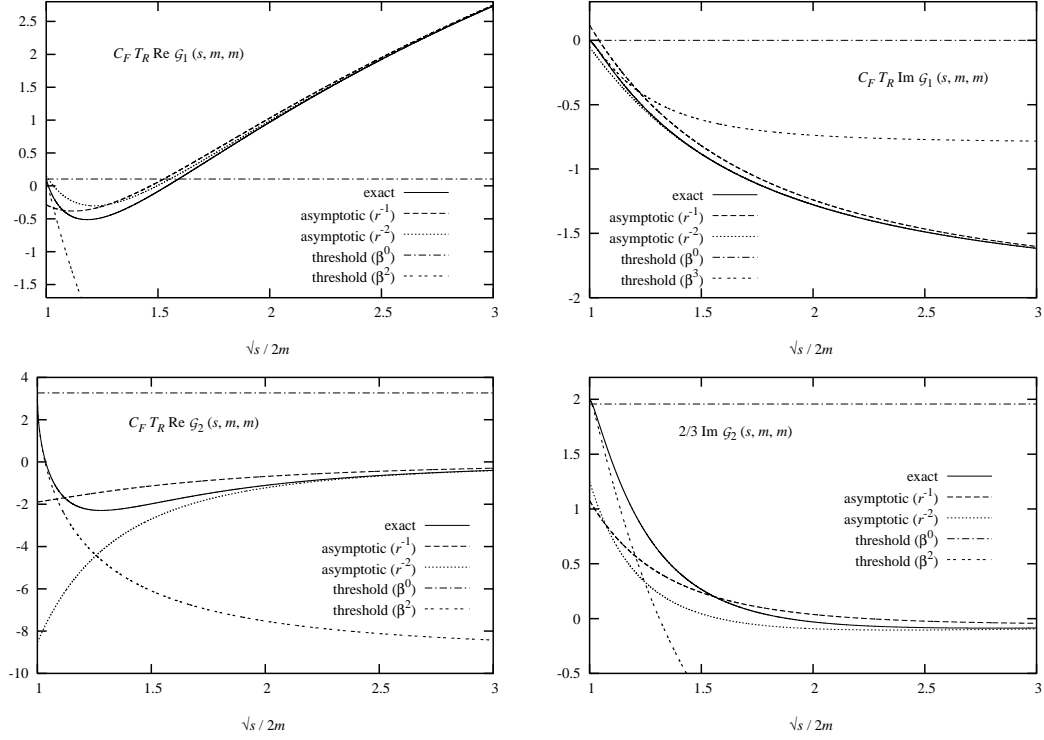 2.5
2
1.5
1
0.5
0
-0.5
-1
-1.5
C_F T_R Re 𝒢_1 (s, m, m)
exact
asymptotic (r^-1)
asymptotic (r^-2)
threshold (β^0)
threshold (β^2)
1 1.5 2 2.5 3
√s / 2m
0
-0.5
-1
-1.5
-2
C_F T_R Im 𝒢_1 (s, m, m)
exact
asymptotic (r^-1)
asymptotic (r^-2)
threshold (β^0)
threshold (β^3)
1 1.5 2 2.5 3
√s / 2m
4
2
0
-2
-4
-6
-8
-10
C_F T_R Re 𝒢_2 (s, m, m)
exact
asymptotic (r^-1)
asymptotic (r^-2)
threshold (β^0)
threshold (β^2)
1 1.5 2 2.5 3
√s / 2m
2
1.5
1
0.5
0
-0.5
2/3 Im 𝒢_2 (s, m, m)
exact
asymptotic (r^-1)
asymptotic (r^-2)
threshold (β^0)
threshold (β^2)
1 1.5 2 2.5 3
√s / 2m